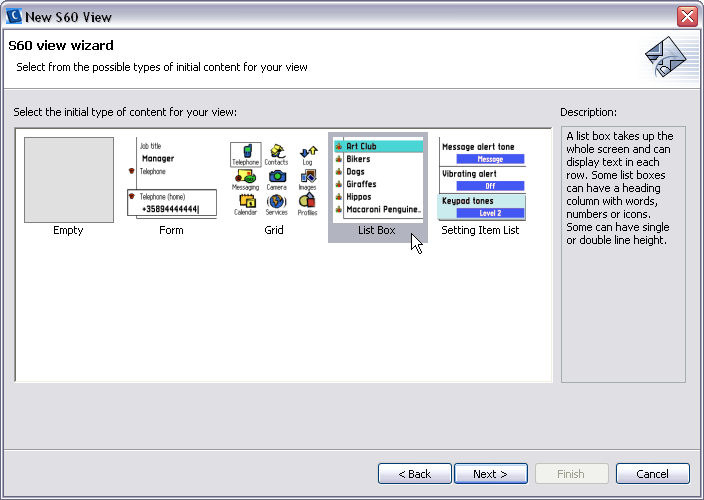 New S60 View
S60 view wizard
Select from the possible types of initial content for your view
Select the initial type of content for your view:
Description:
Job title
Manager
Telephone
Telephone (home)
+35894444444
Telephone
Contacts
Log
Messaging
Camera
Images
Calendar
Services
Profiles
Art Club
Bikers
Dogs
Giraffes
Hippos
Macaroni Penguine..
Message alert tone
Message
Vibrating alert
Off
Keypad tones
Level 2
Empty
Form
Grid
List Box
Setting Item List
A list box takes up the
whole screen and can
display text in each
row. Some list boxes
can have a heading
column with words,
numbers or icons.
Some can have single
or double line height.
< Back
Next >
Finish
Cancel